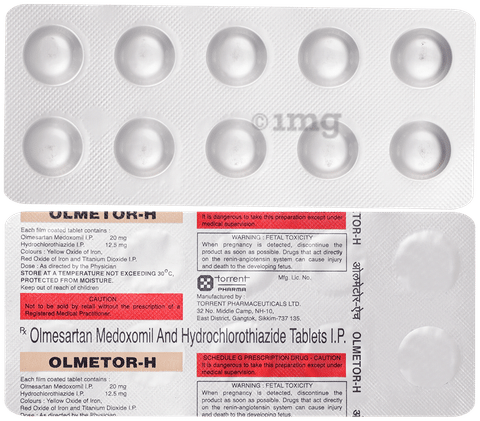 1mg
OLMETOR-H
Each film coated tablet contains :
Olmesartan Medoxomil I.P. 20 mg
Hydrochlorothiazide I.P. 12.5 mg
Colours : Yellow Oxide of Iron,
Red Oxide of Iron and Titanium Dioxide I.P.
Dose : As directed by the Physician
STORE AT A TEMPERATURE NOT EXCEEDING 30°C,
PROTECTED FROM MOISTURE.
Keep out of reach of children.
CAUTION
Not to be sold by retail without the prescription of a
Registered Medical Practitioner.
It is dangerous to take this preparation except under
medical supervision.
WARNING : FETAL TOXICITY
When pregnancy is detected, discontinue the
product as soon as possible. Drugs that act directly
on the renin-angiotensin system can cause injury
and death to the developing fetus.
torrent
PHARMA
Mfg. Lic. No.
Manufactured by :
TORRENT PHARMACEUTICALS LTD.
32 No. Middle Camp, NH-10,
East District, Gangtok, Sikkim-737 135.
Rx Olmesartan Medoxomil And Hydrochlorothiazide Tablets I.P.
OLMETOR-H
Each film coated tablet contains :
Olmesartan Medoxomil I.P. 20 mg
Hydrochlorothiazide I.P. 12.5 mg
Colours : Yellow Oxide of Iron,
Red Oxide of Iron and Titanium Dioxide I.P.
Dose : As directed by the Physician
SCHEDULE G PRESCRIPTION DRUG - CAUTION
It is dangerous to take this preparation except under
medical supervision.
WARNING : FETAL TOXICITY
When pregnancy is detected, discontinue the
product as soon as possible. Drugs that act directly
on the renin-angiotensin system can cause injury
and death to the developing fetus.
TOR-H
ओलमेटोर-एच
OLMETOR-H